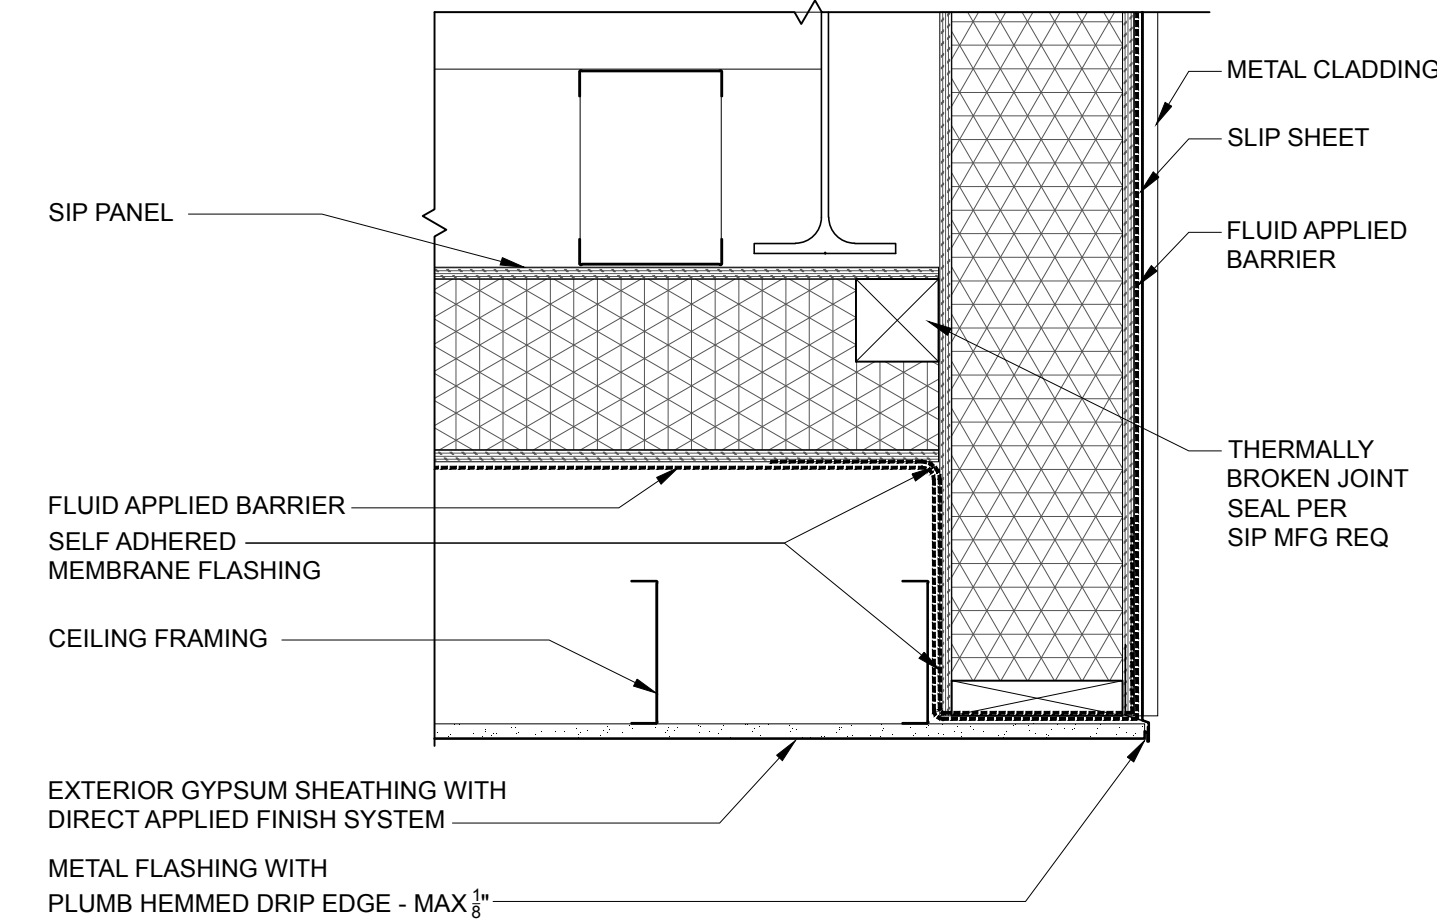 METAL CLADDING
SLIP SHEET
FLUID APPLIED
BARRIER
THERMALLY
BROKEN JOINT
SEAL PER
SIP MFG REQ
SIP PANEL
FLUID APPLIED BARRIER
SELF ADHERED
MEMBRANE FLASHING
CEILING FRAMING
EXTERIOR GYPSUM SHEATHING WITH
DIRECT APPLIED FINISH SYSTEM
METAL FLASHING WITH
PLUMB HEMMED DRIP EDGE - MAX 1/8"